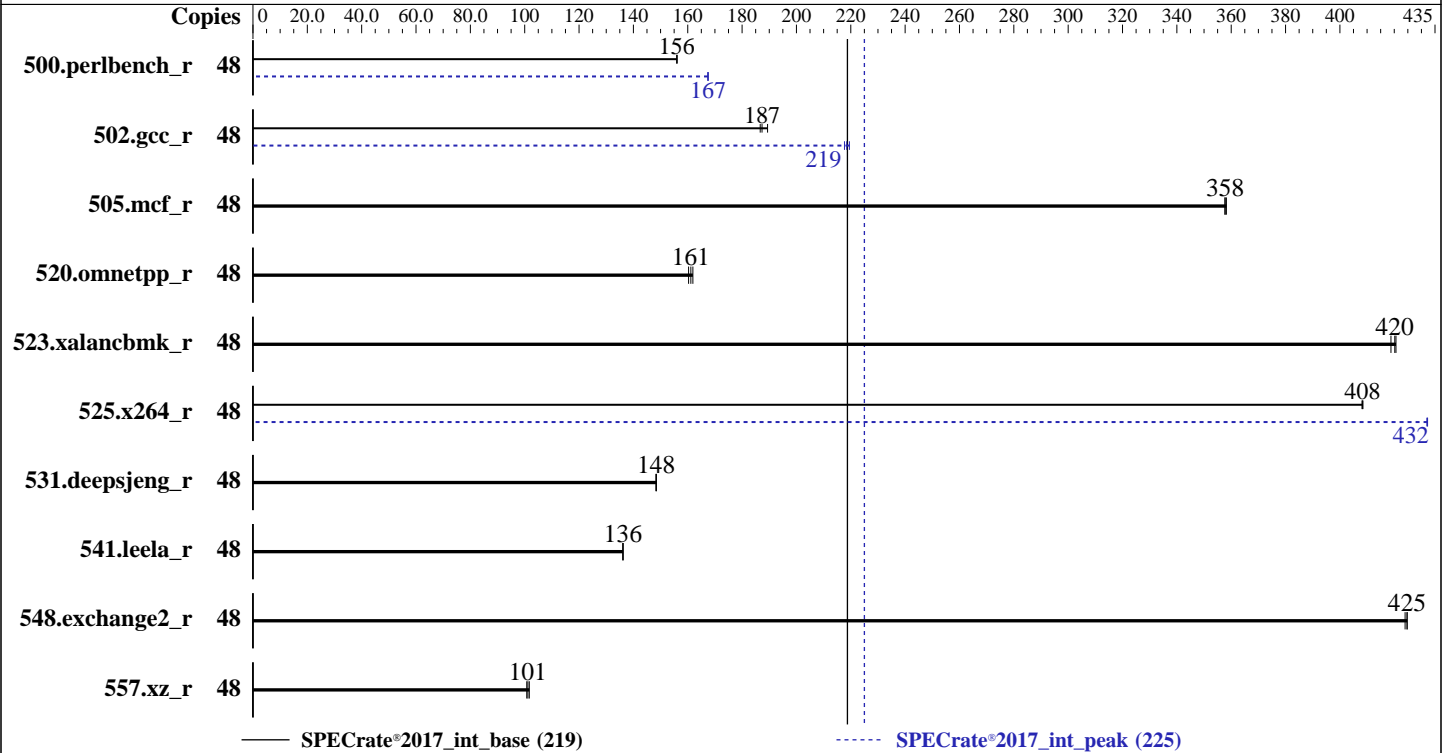 Copies 0 20.0 40.0 60.0 80.0 100 120 140 160 180 200 220 240 260 280 300 320 340 360 380 400 435
500.perlbench_r 48 156
167
502.gcc_r 48 187
219
505.mcf_r 48 358
520.omnetpp_r 48 161
523.xalancbmk_r 48 420
525.x264_r 48 408
432
531.deepsjeng_r 48 148
541.leela_r 48 136
548.exchange2_r 48 425
557.xz_r 48 101
SPECrate®2017_int_base (219) SPECrate®2017_int_peak (225)